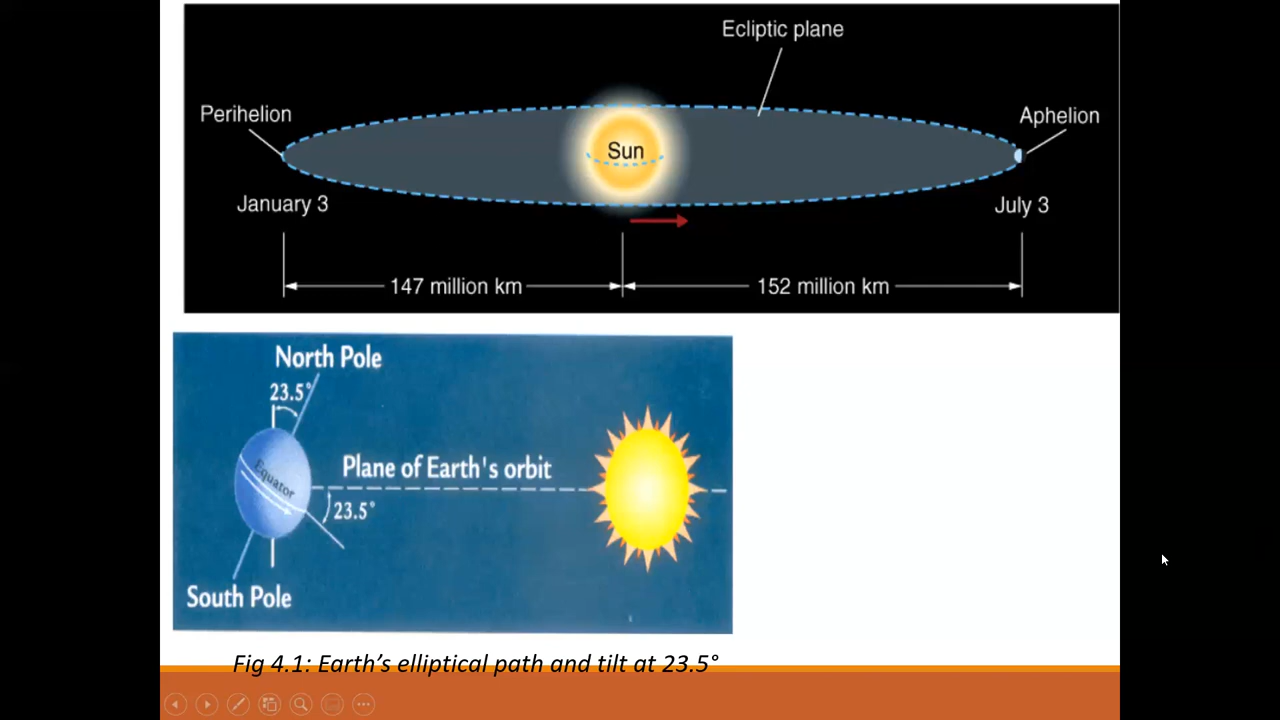 Ecliptic plane
Perihelion
Aphelion
Sun
January 3
July 3
147 million km
152 million km
North Pole
23.5°
Equator
Plane of Earth's orbit
23.5°
South Pole
Fig 4.1: Earth’s elliptical path and tilt at 23.5°